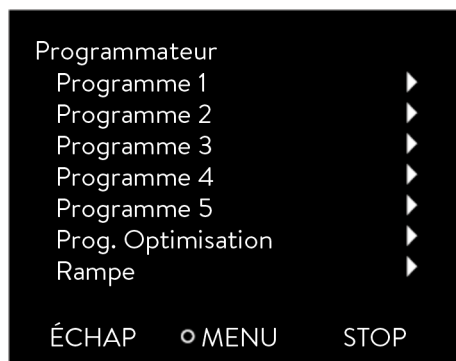 Programmateur
Programme 1
Programme 2
Programme 3
Programme 4
Programme 5
Prog. Optimisation
Rampe
ÉCHAP MENU STOP